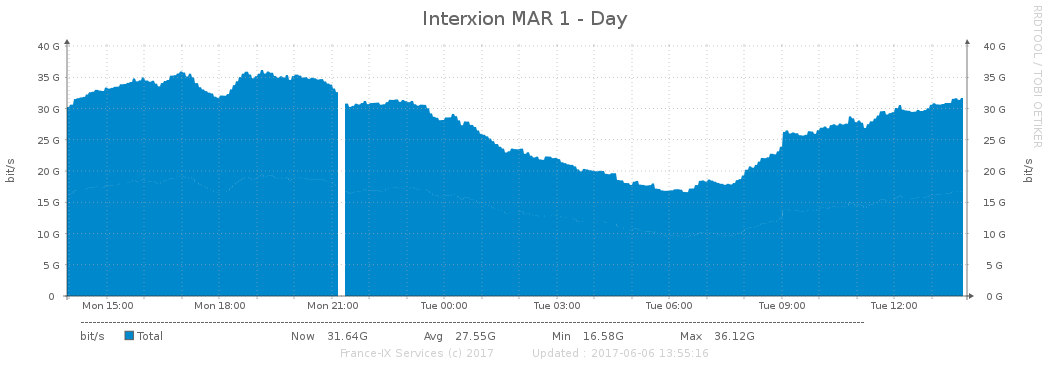 Interxion MAR 1 - Day
RRDTOOL / TOBI OETIKER
40 G 40 G
35 G 35 G
30 G 30 G
25 G 25 G
20 G 20 G
15 G 15 G
10 G 10 G
5 G 5 G
0 0 G
bit/s bit/s
Mon 15:00 Mon 18:00 Mon 21:00 Tue 00:00 Tue 03:00 Tue 06:00 Tue 09:00 Tue 12:00
bit/s Total Now 31.64G Avg 27.55G Min 16.58G Max 36.12G
France-IX Services (c) 2017 Updated : 2017-06-06 13:55:16